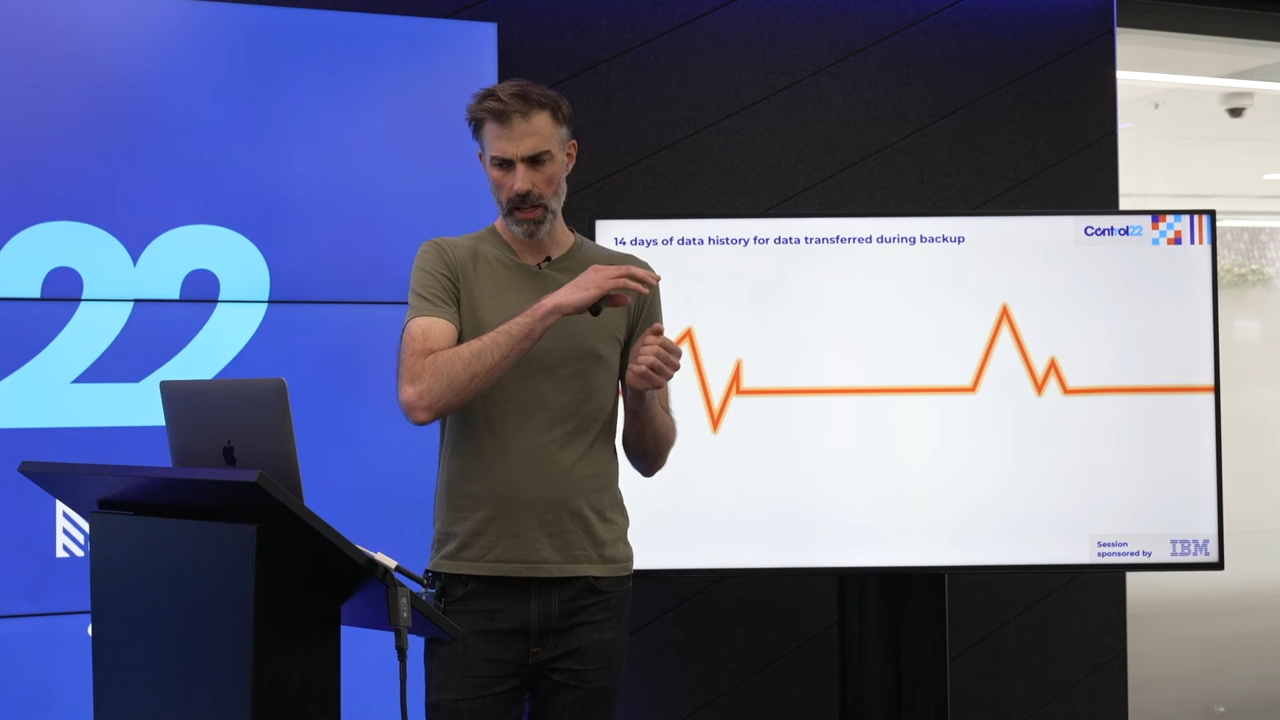 22
14 days of data history for data transferred during backup
Control22
Session
sponsored by
IBM